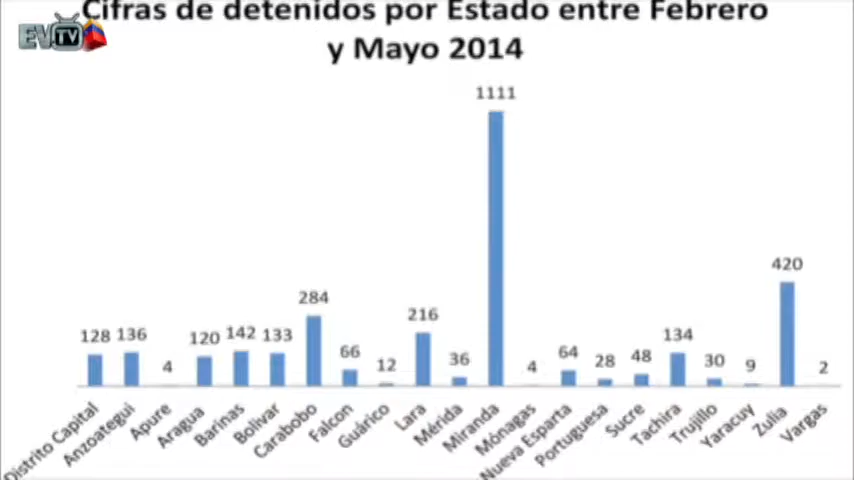 Cifras de detenidos por Estado entre Febrero
y Mayo 2014
EVTV
1111
420
284
216
128 136 120 142 133 134
66 64
4 12 36 4 28 48 30 9 2
Distrito Capital
Anzoategui
Apure
Aragua
Barinas
Bolivar
Carabobo
Falcon
Guárico
Lara
Mérida
Miranda
Mónagas
Nueva Esparta
Portuguesa
Sucre
Tachira
Trujillo
Yaracuy
Zulia
Vargas